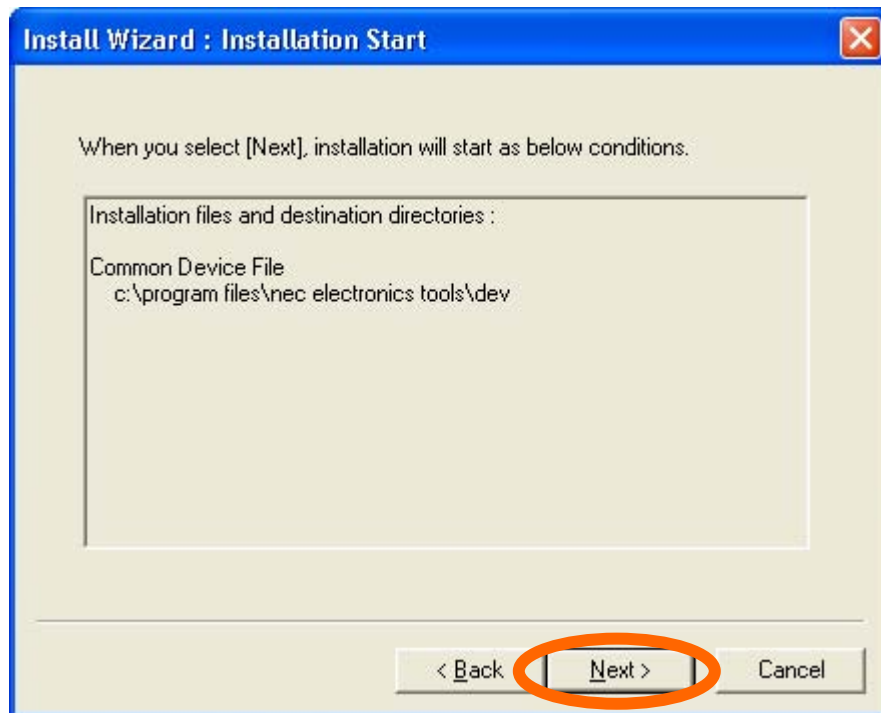 Install Wizard : Installation Start
When you select [Next], installation will start as below conditions.
Installation files and destination directories :
Common Device File
c:\program files\nec electronics tools\dev
< Back
Next >
Cancel